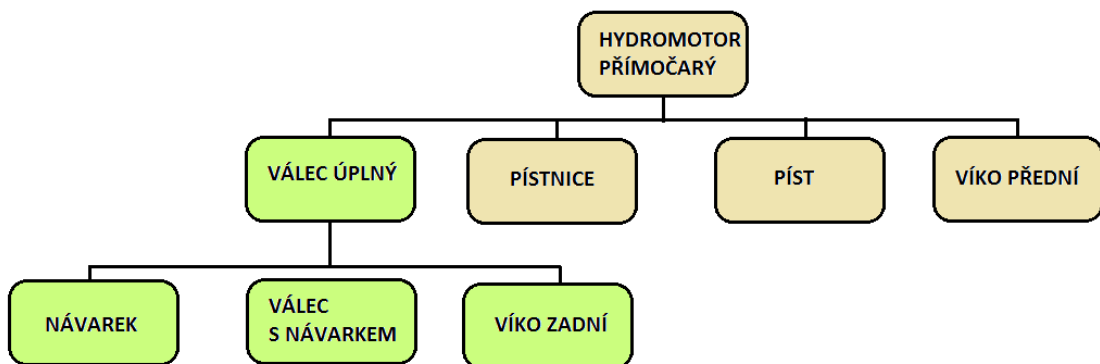 HYDROMOTOR
PŘÍMOČARÝ
VÁLEC ÚPLNÝ
PÍSTNICE
PÍST
VÍKO PŘEDNÍ
NÁVAREK
VÁLEC
S NÁVARKEM
VÍKO ZADNÍ